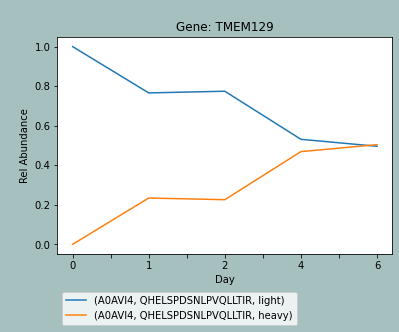 Gene: TMEM129
1.0
0.8
0.6
0.4
0.2
0.0
Rel Abundance
0 1 2 4 6
Day
(A0AVI4, QHELSPDSNLPVQLLTIR, light)
(A0AVI4, QHELSPDSNLPVQLLTIR, heavy)